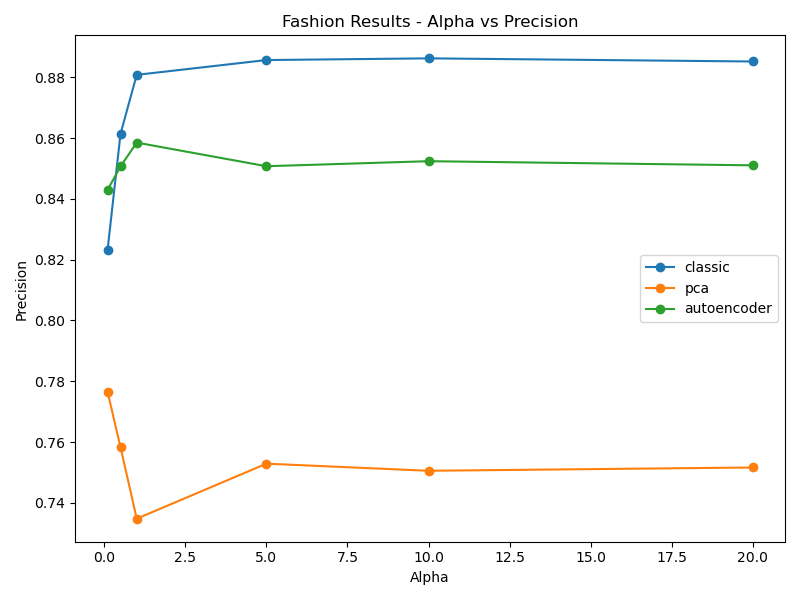 Fashion Results - Alpha vs Precision
0.88
0.86
0.84
0.82
0.80
0.78
0.76
0.74
Precision
classic
pca
autoencoder
0.0 2.5 5.0 7.5 10.0 12.5 15.0 17.5 20.0
Alpha